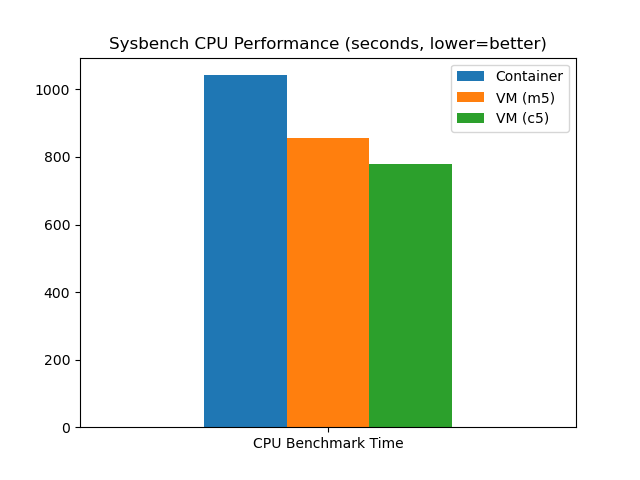 Sysbench CPU Performance (seconds, lower=better)
Container
VM (m5)
VM (c5)
1000
800
600
400
200
0
CPU Benchmark Time